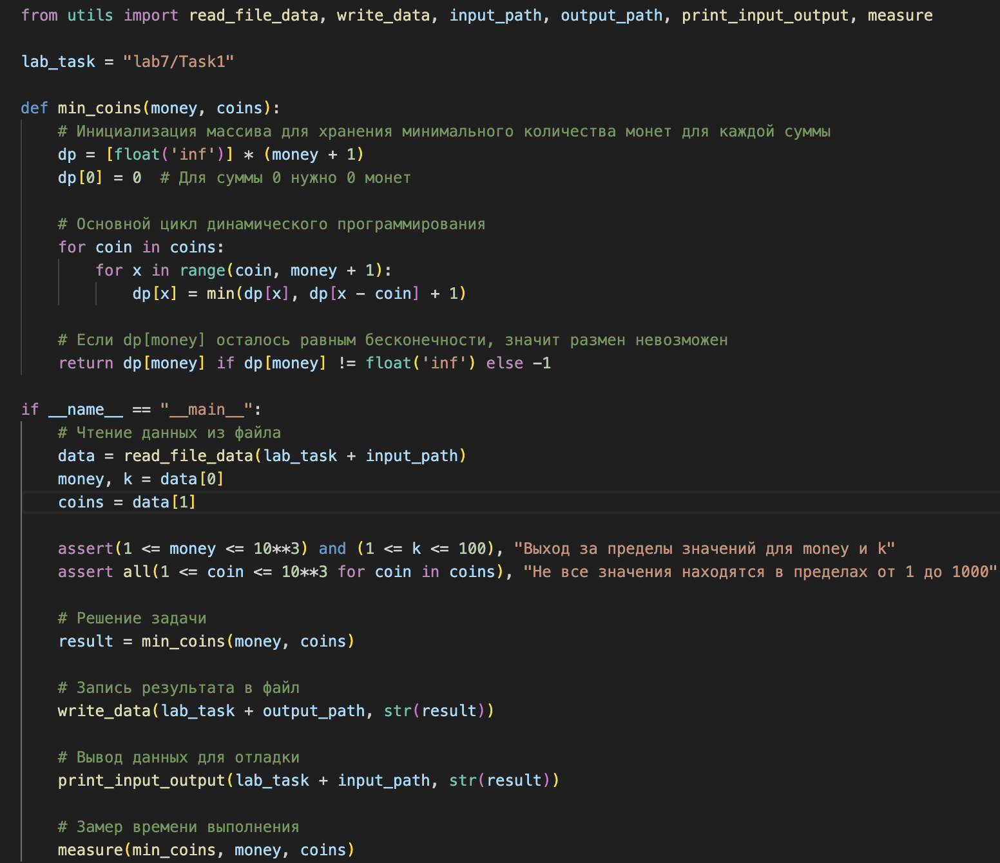 from utils import read_file_data, write_data, input_path, output_path, print_input_output, measure
lab_task = "lab7/Task1"
def min_coins(money, coins):
# Инициализация массива для хранения минимального количества монет для каждой суммы
dp = [float('inf')] * (money + 1)
dp[0] = 0  # Для суммы 0 нужно 0 монет
# Основной цикл динамического программирования
for coin in coins:
for x in range(coin, money + 1):
dp[x] = min(dp[x], dp[x - coin] + 1)
# Если dp[money] осталось равным бесконечности, значит размен невозможен
return dp[money] if dp[money] != float('inf') else -1
if __name__ == "__main__":
# Чтение данных из файла
data = read_file_data(lab_task + input_path)
money, k = data[0]
coins = data[1]
assert(1 <= money <= 10**3) and (1 <= k <= 100), "Выход за пределы значений для money и k"
assert all(1 <= coin <= 10**3 for coin in coins), "Не все значения находятся в пределах от 1 до 1000"
# Решение задачи
result = min_coins(money, coins)
# Запись результата в файл
write_data(lab_task + output_path, str(result))
# Вывод данных для отладки
print_input_output(lab_task + input_path, str(result))
# Замер времени выполнения
measure(min_coins, money, coins)